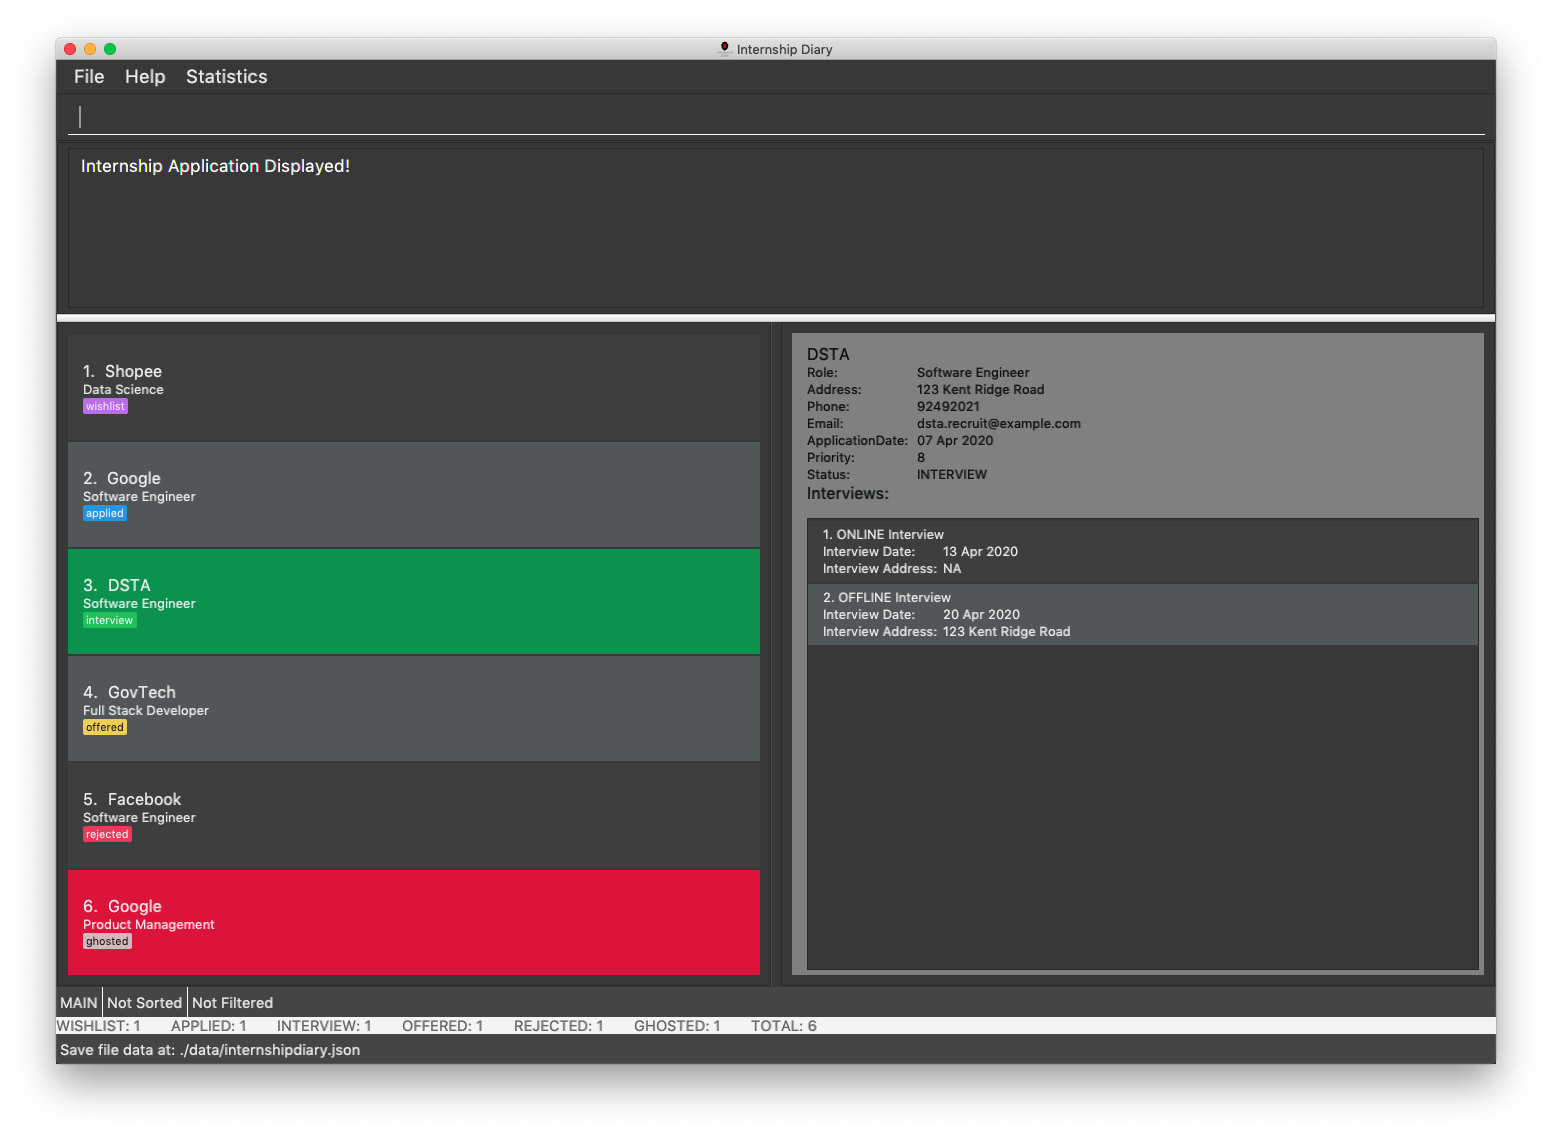 Internship Diary
File Help Statistics
Internship Application Displayed!
1. Shopee
Data Science
wishlist
2. Google
Software Engineer
applied
3. DSTA
Software Engineer
interview
4. GovTech
Full Stack Developer
offered
5. Facebook
Software Engineer
rejected
6. Google
Product Management
ghosted
DSTA
Role: Software Engineer
Address: 123 Kent Ridge Road
Phone: 92492021
Email: dsta.recruit@example.com
ApplicationDate: 07 Apr 2020
Priority: 8
Status: INTERVIEW
Interviews:
1. ONLINE Interview
Interview Date: 13 Apr 2020
Interview Address: NA
2. OFFLINE Interview
Interview Date: 20 Apr 2020
Interview Address: 123 Kent Ridge Road
MAIN Not Sorted Not Filtered
WISHLIST: 1 APPLIED: 1 INTERVIEW: 1 OFFERED: 1 REJECTED: 1 GHOSTED: 1 TOTAL: 6
Save file data at: ./data/internshipdiary.json